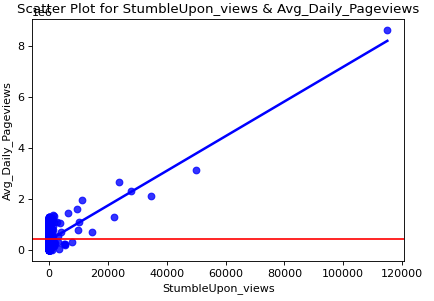 Scatter Plot for StumbleUpon_views & Avg_Daily_Pageviews
1e6
8
6
4
2
0
Avg_Daily_Pageviews
0 20000 40000 60000 80000 100000 120000
StumbleUpon_views